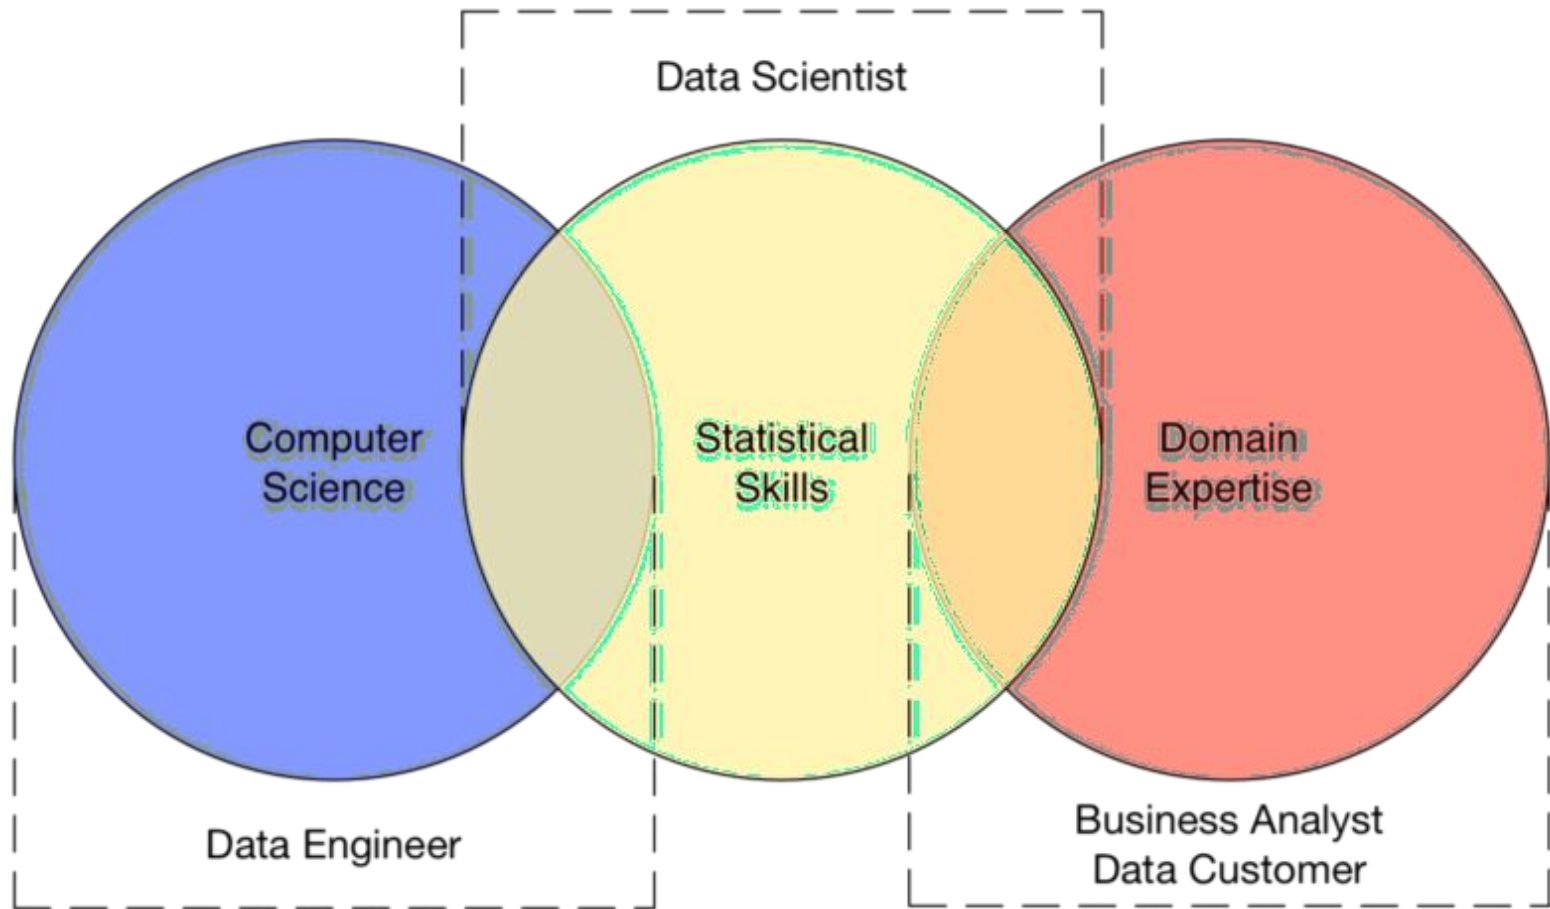 Data Scientist
Computer
Science
Statistical
Skills
Domain
Expertise
Data Engineer
Business Analyst
Data Customer